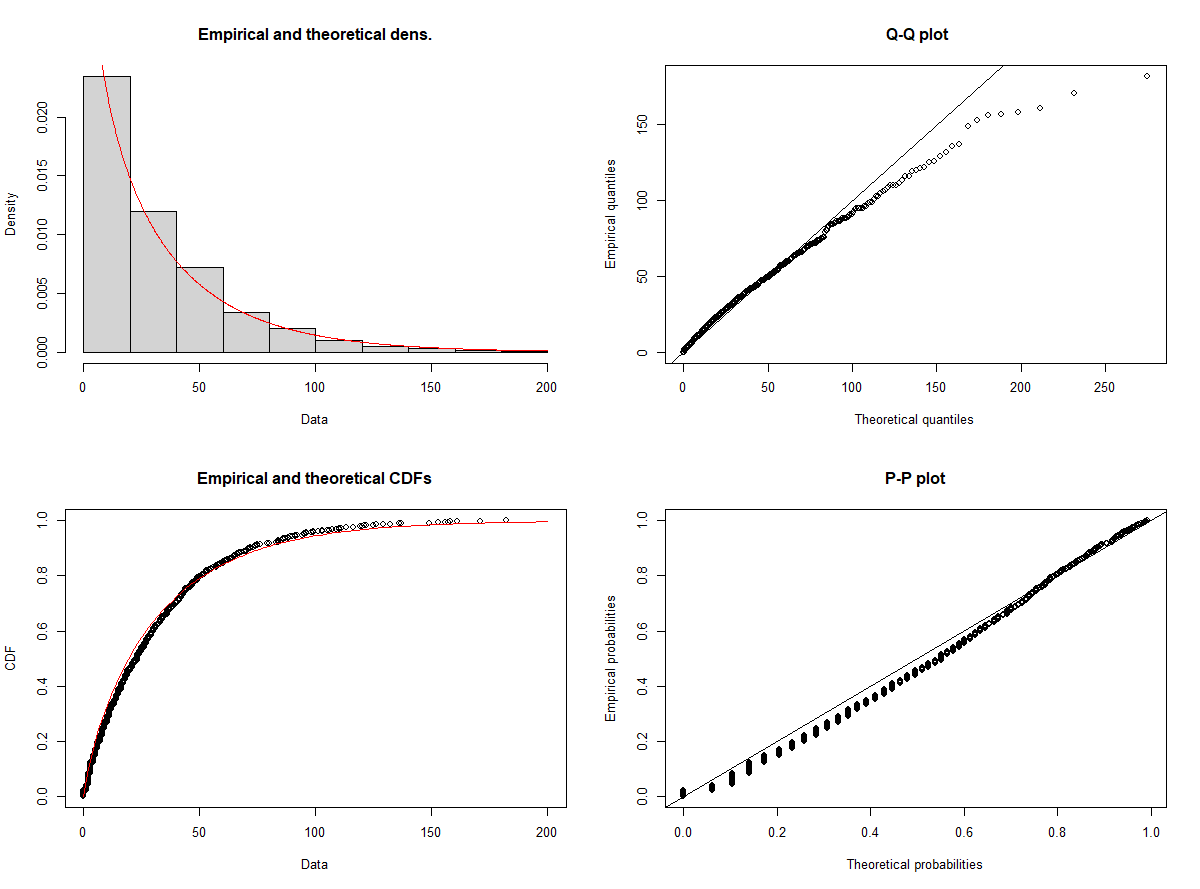 Empirical and theoretical dens.
Density
0.000 0.005 0.010 0.015 0.020
0 50 100 150 200
Data
Q-Q plot
Empirical quantiles
0 50 100 150
0 50 100 150 200 250
Theoretical quantiles
Empirical and theoretical CDFs
CDF
0.0 0.2 0.4 0.6 0.8 1.0
0 50 100 150 200
Data
P-P plot
Empirical probabilities
0.0 0.2 0.4 0.6 0.8 1.0
0.0 0.2 0.4 0.6 0.8 1.0
Theoretical probabilities